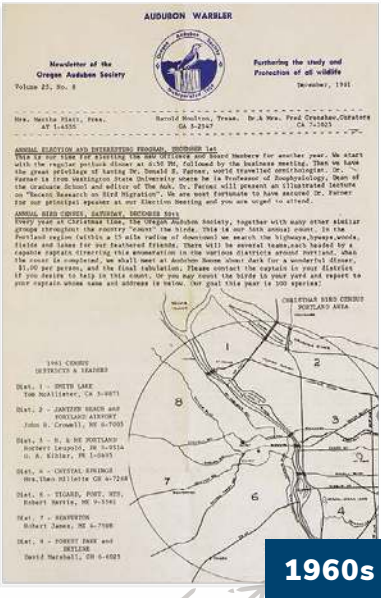 AUDUBON WARBLER
Oregon Audubon Society
Incorporated
Newsletter of the
Oregon Audubon Society
Furthering the study and
Protection of all wildlife
Volume 25, No. 8
December, 1961
Mrs. Martha Platt, Pres.
AT 1-4555
Harold Moulton, Treas.
Dr.& Mrs. Fred Crenshaw,
ANNUAL ELECTION AND INTERESTING PROGRAM, DECEMBER 1st
This is our time for electing the new Officers and Board Members for another year. We start
with the regular potluck dinner at 6:30 PM, followed by the business meeting. Then we have
the great privilege of having Dr. Donald S. Farner, world travelled ornithologist. Dr.
Farner is from Washington State University where he is Professor of Zoophysiology, Dean of
the Graduate School and editor of The Auk. Dr. Farner will present an illustrated lecture
on "Recent Research on Bird Migration". We are most fortunate to have secured Dr. Farner
for our principal speaker at our Election Meeting and you are urged to attend.
ANNUAL BIRD CENSUS, SATURDAY, DECEMBER 30th
Every year at Christmas time, the Oregon Audubon Society, together with many other similar
groups throughout the country "count" the birds. This is our annual count. In the
Portland region (within a 15 mile radius of downtown) we search the highways, byways, woods,
fields and lakes for our feathered friends. There will be several teams, each headed by a
capable captain directing this enumeration in the various districts around Portland. When
the count is completed, we shall meet at Audubon House about dark for a wonderful dinner,
$1.00 per person, and the final tabulation. Please contact the captain in your district
if you desire to help in this count. Or you may count the birds in your yard and report to
your captain whose name and address is below. (Our goal this year is 100 species)
CHRISTMAS BIRD CENSUS
PORTLAND AREA
1961 CENSUS
DISTRICTS & LEADERS
Dist. 1 - SMITH LAKE
Tom McAllister,
Dist. 2 - JANTZEN BEACH and
PORTLAND AIRPORT
John B. Crowell,
Dist. 3 - N. & NE PORTLAND
Dist. 4 - CRYSTAL SPRINGS
Dist. 6 - TIGARD,
Dist. 7 - BEAVERTON
Robert James,
FOREST PARK and
SKYLINE
David Marshall,
1
2
3
4
6
7
8
1960s